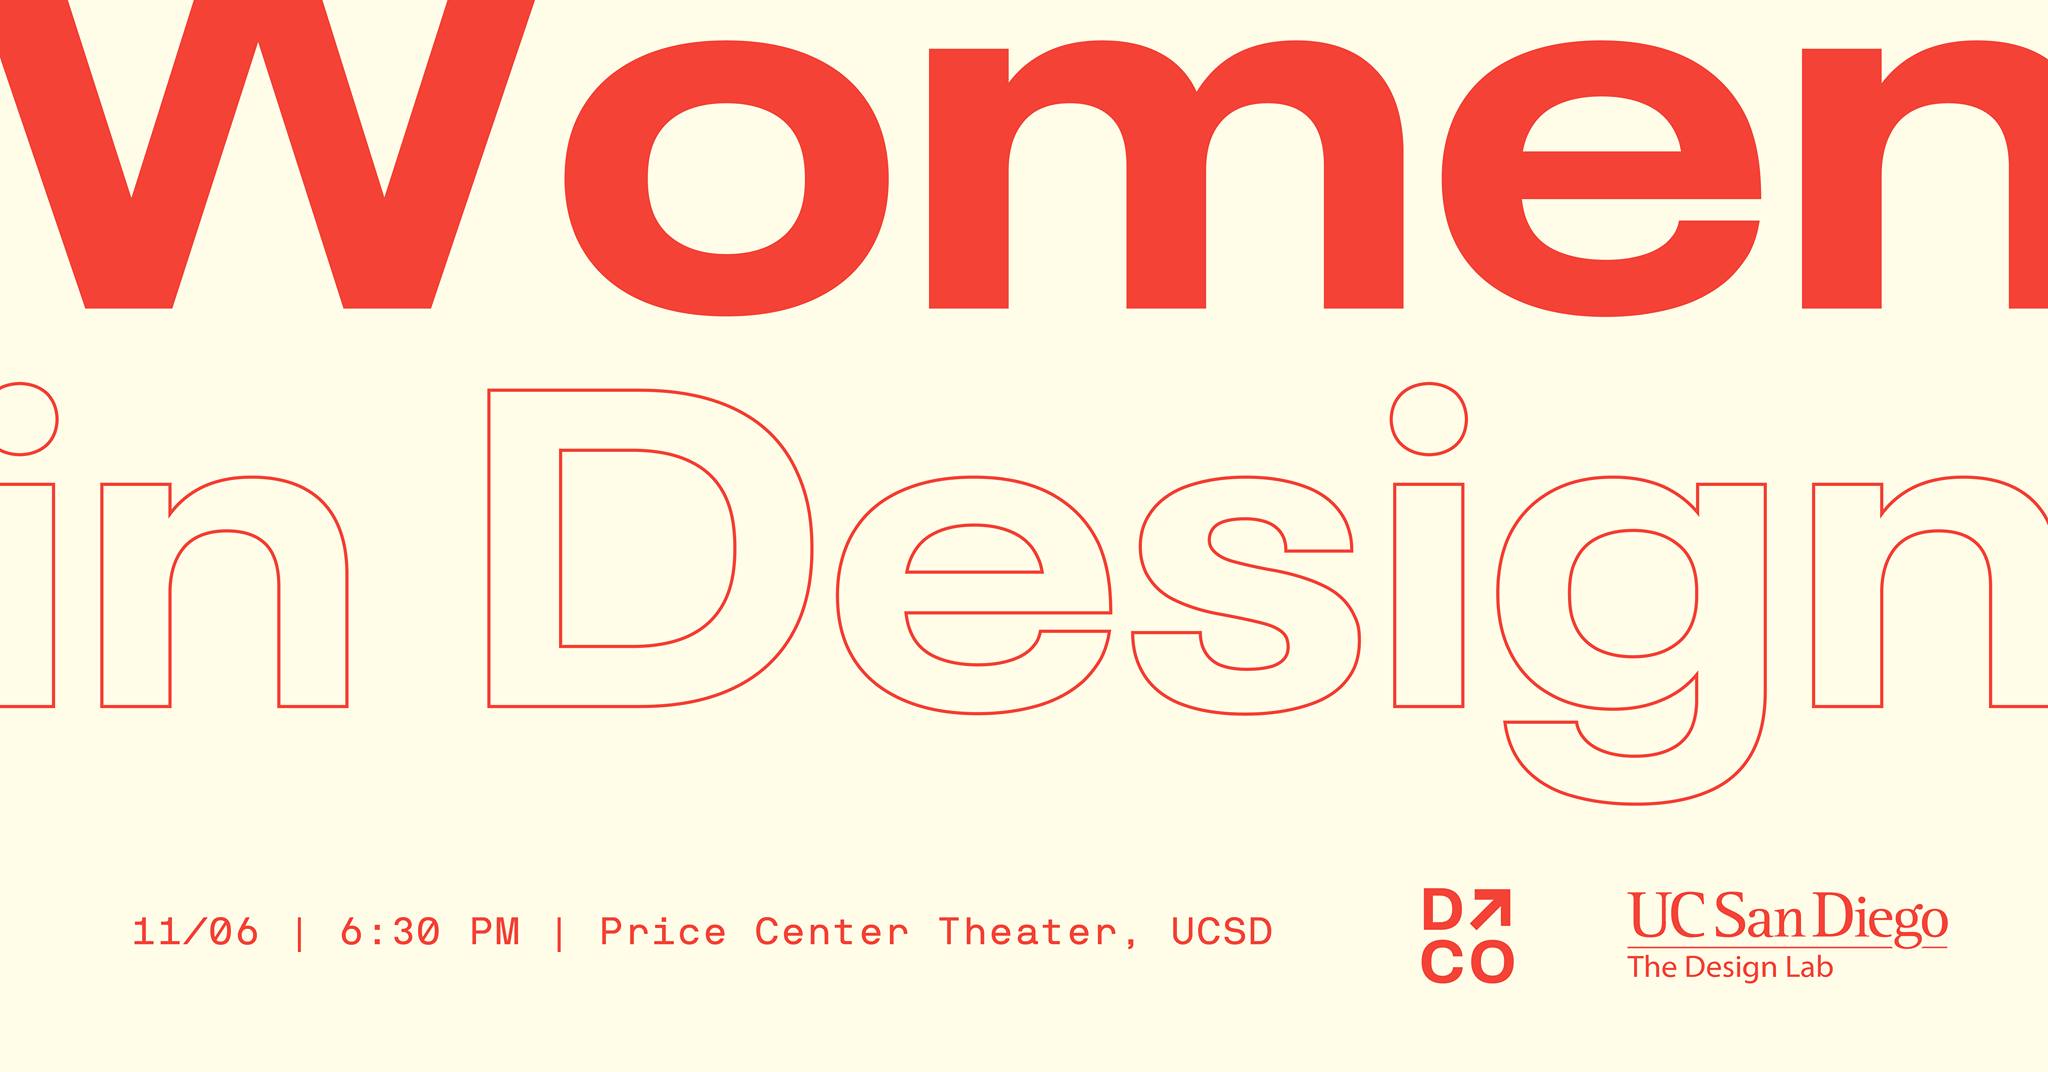 Women
in Design
11/06 | 6:30 PM | Price Center Theater, UCSD
D↗
CO
UC San Diego
The Design Lab